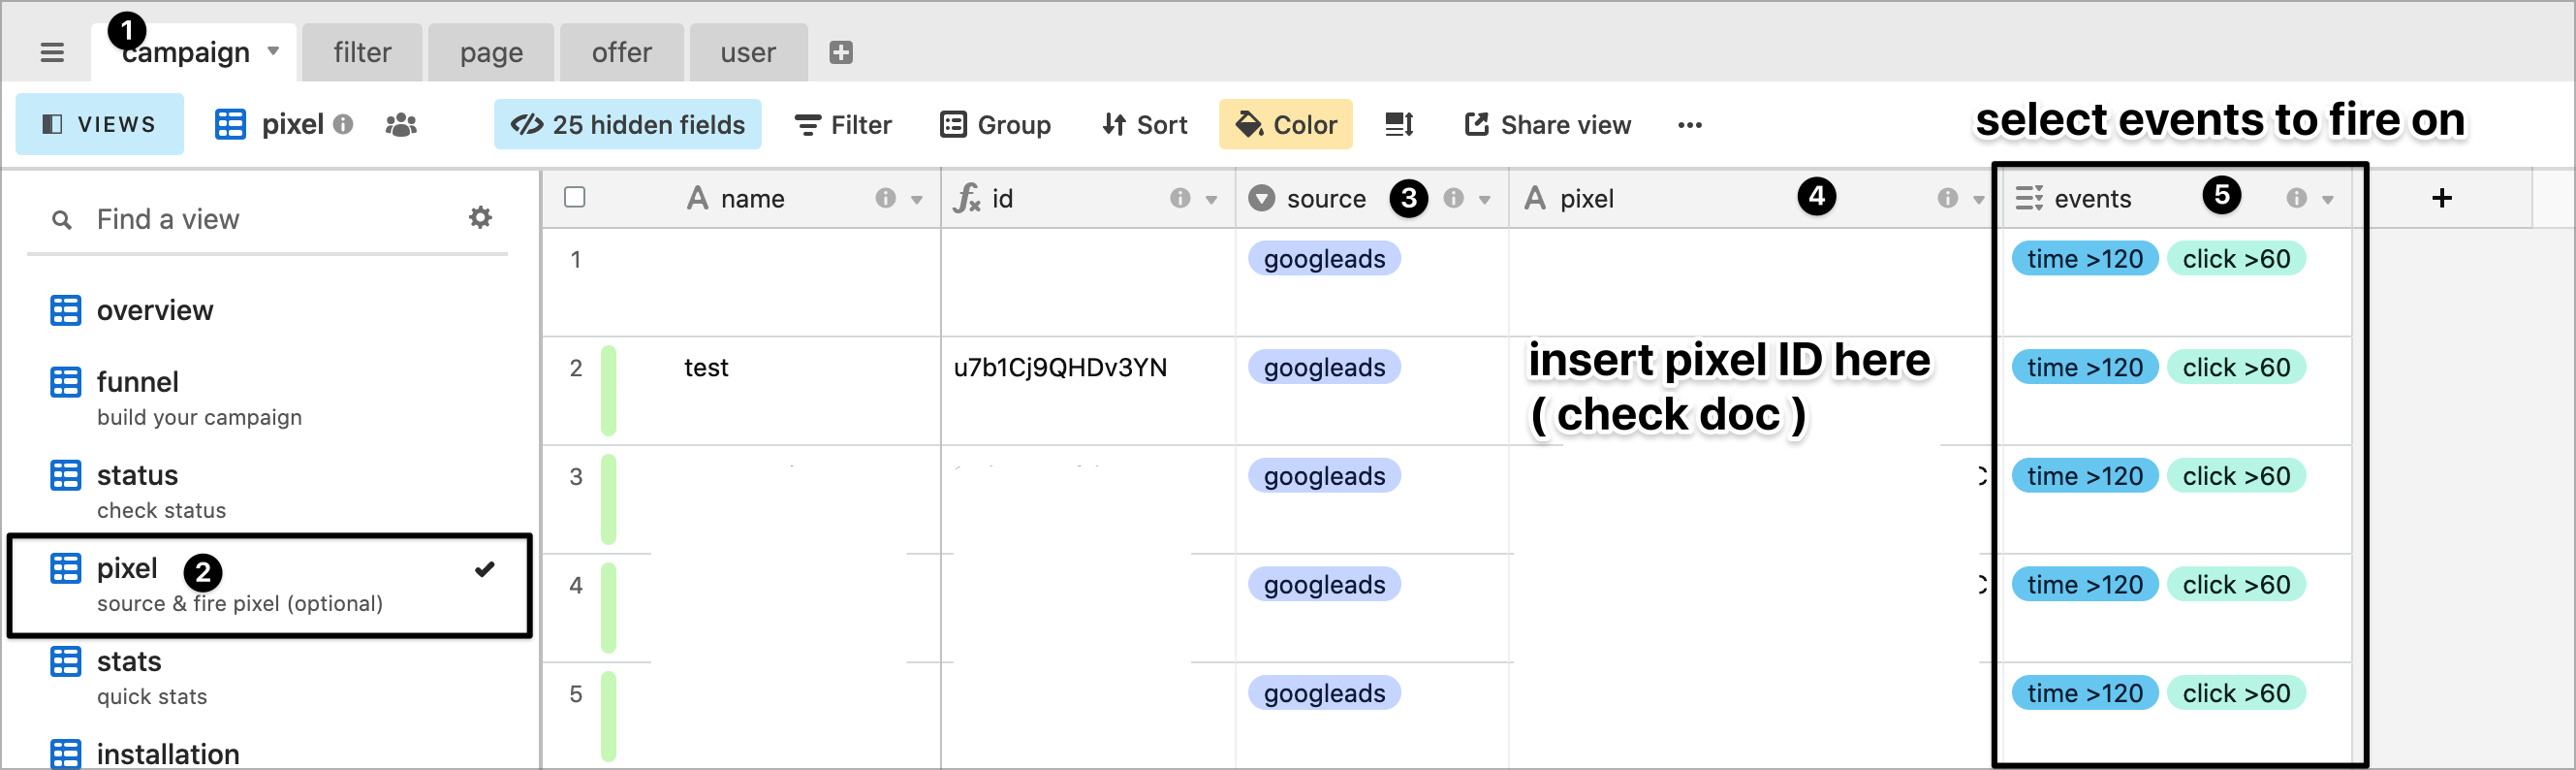 1
campaign filter page offer user
VIEWS pixel 25 hidden fields Filter Group Sort Color Share view ...
select events to fire on
Find a view
overview
funnel
build your campaign
status
check status
pixel 2
source & fire pixel (optional)
stats
quick stats
installation
name id source 3 pixel 4 events 5
1 googleads time >120 click >60
2 test u7b1Cj9QHDv3YN googleads time >120 click >60
insert pixel ID here
( check doc )
3 googleads time >120 click >60
4 googleads time >120 click >60
5 googleads time >120 click >60